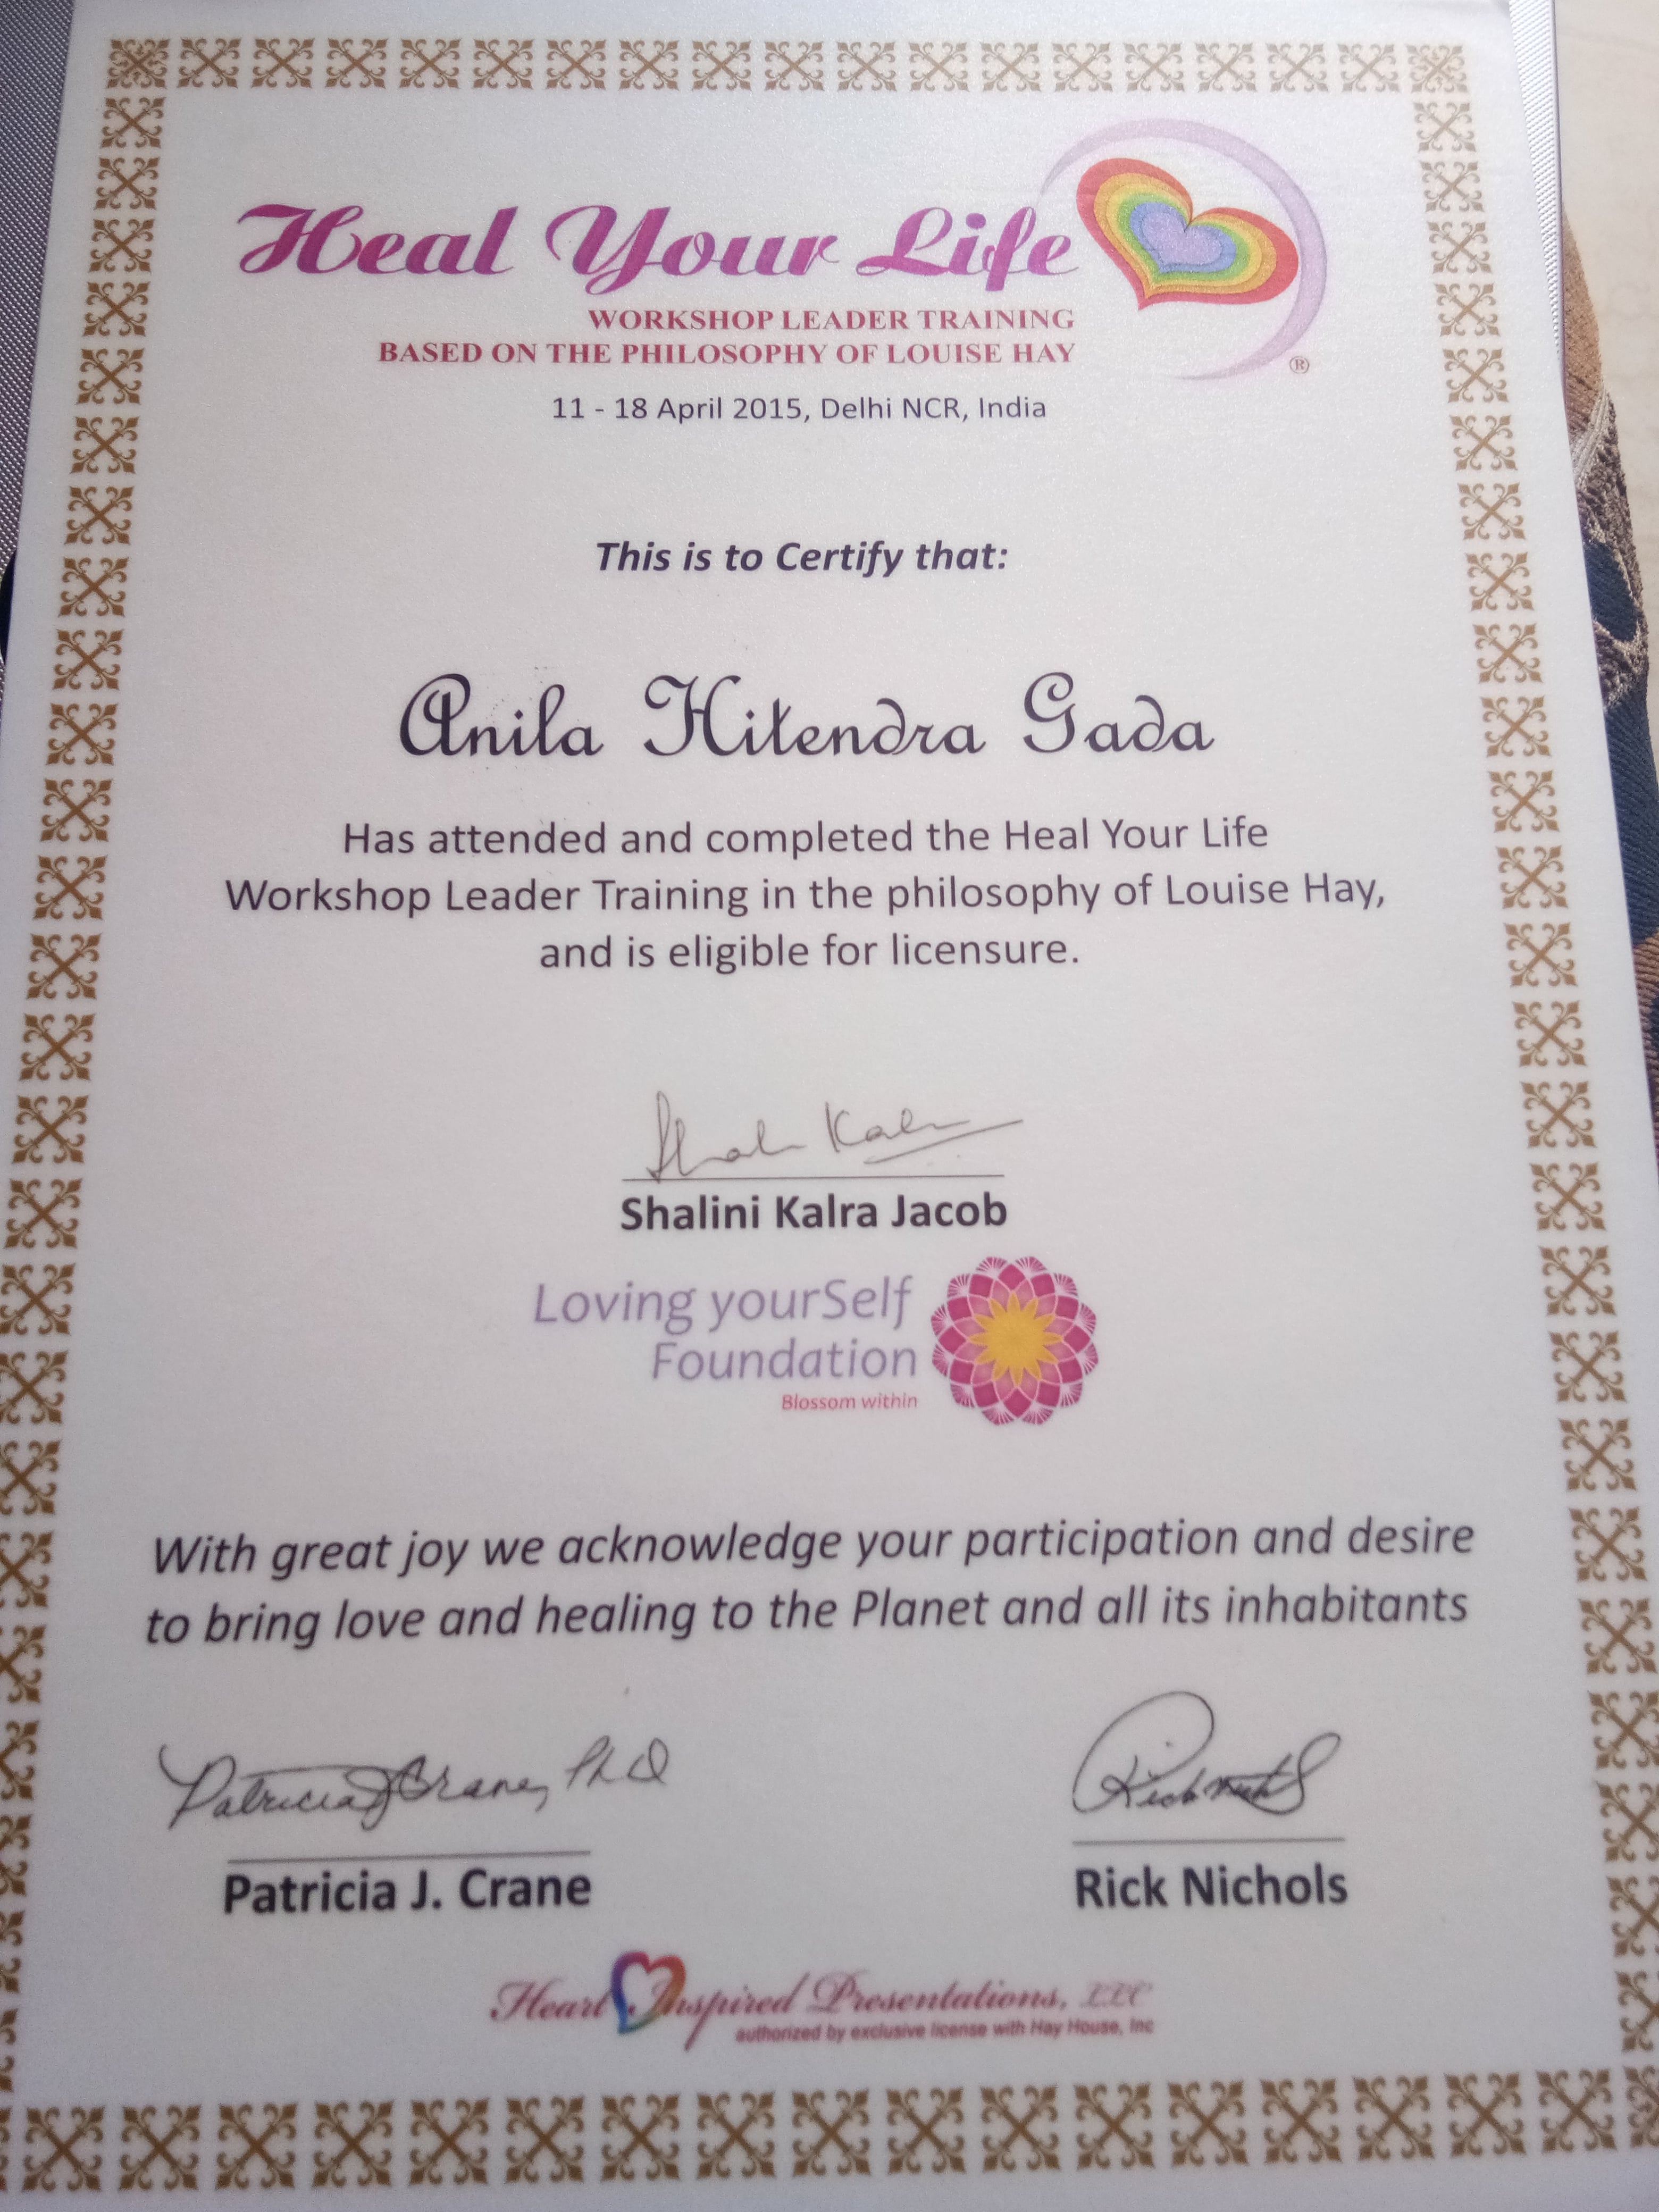 Heal Your Life
WORKSHOP LEADER TRAINING
BASED ON THE PHILOSOPHY OF LOUISE HAY
®
11 - 18 April 2015, Delhi NCR, India
This is to Certify that:
Anila Hitendra Gada
Has attended and completed the Heal Your Life
Workshop Leader Training in the philosophy of Louise Hay,
and is eligible for licensure.
Shalini Kalra Jacob
Loving yourSelf
Foundation
Blossom within
With great joy we acknowledge your participation and desire
to bring love and healing to the Planet and all its inhabitants
Patricia J Crane, PhD
Patricia J. Crane
Rick Nichols
Heart Inspired Presentations, LLC
authorized by exclusive license with Hay House, Inc